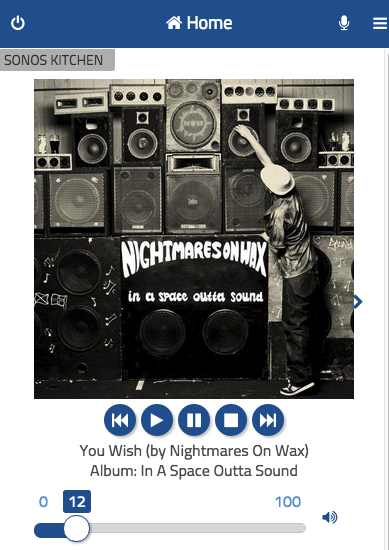 Home
SONOS KITCHEN
NIGHTMARES ON WAX
in a space outta sound
You Wish (by Nightmares On Wax)
Album: In A Space Outta Sound
0 12 100